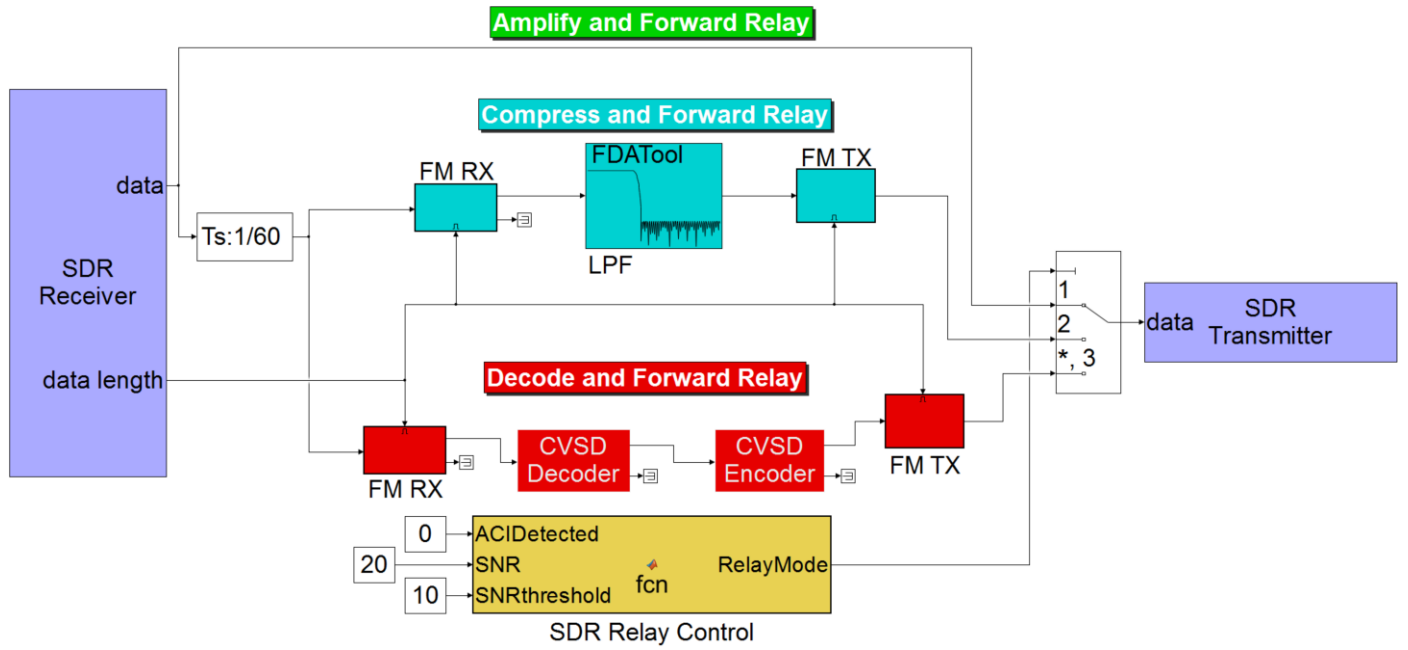 Amplify and Forward Relay
Compress and Forward Relay
FM RX
FDATool
FM TX
data
Ts:1/60
LPF
SDR
Receiver
1
2
*, 3
data
SDR
Transmitter
data length
Decode and Forward Relay
CVSD
Decoder
CVSD
Encoder
FM RX
FM TX
0
20
10
ACIDetected
SNR
SNRthreshold
fcn
RelayMode
SDR Relay Control